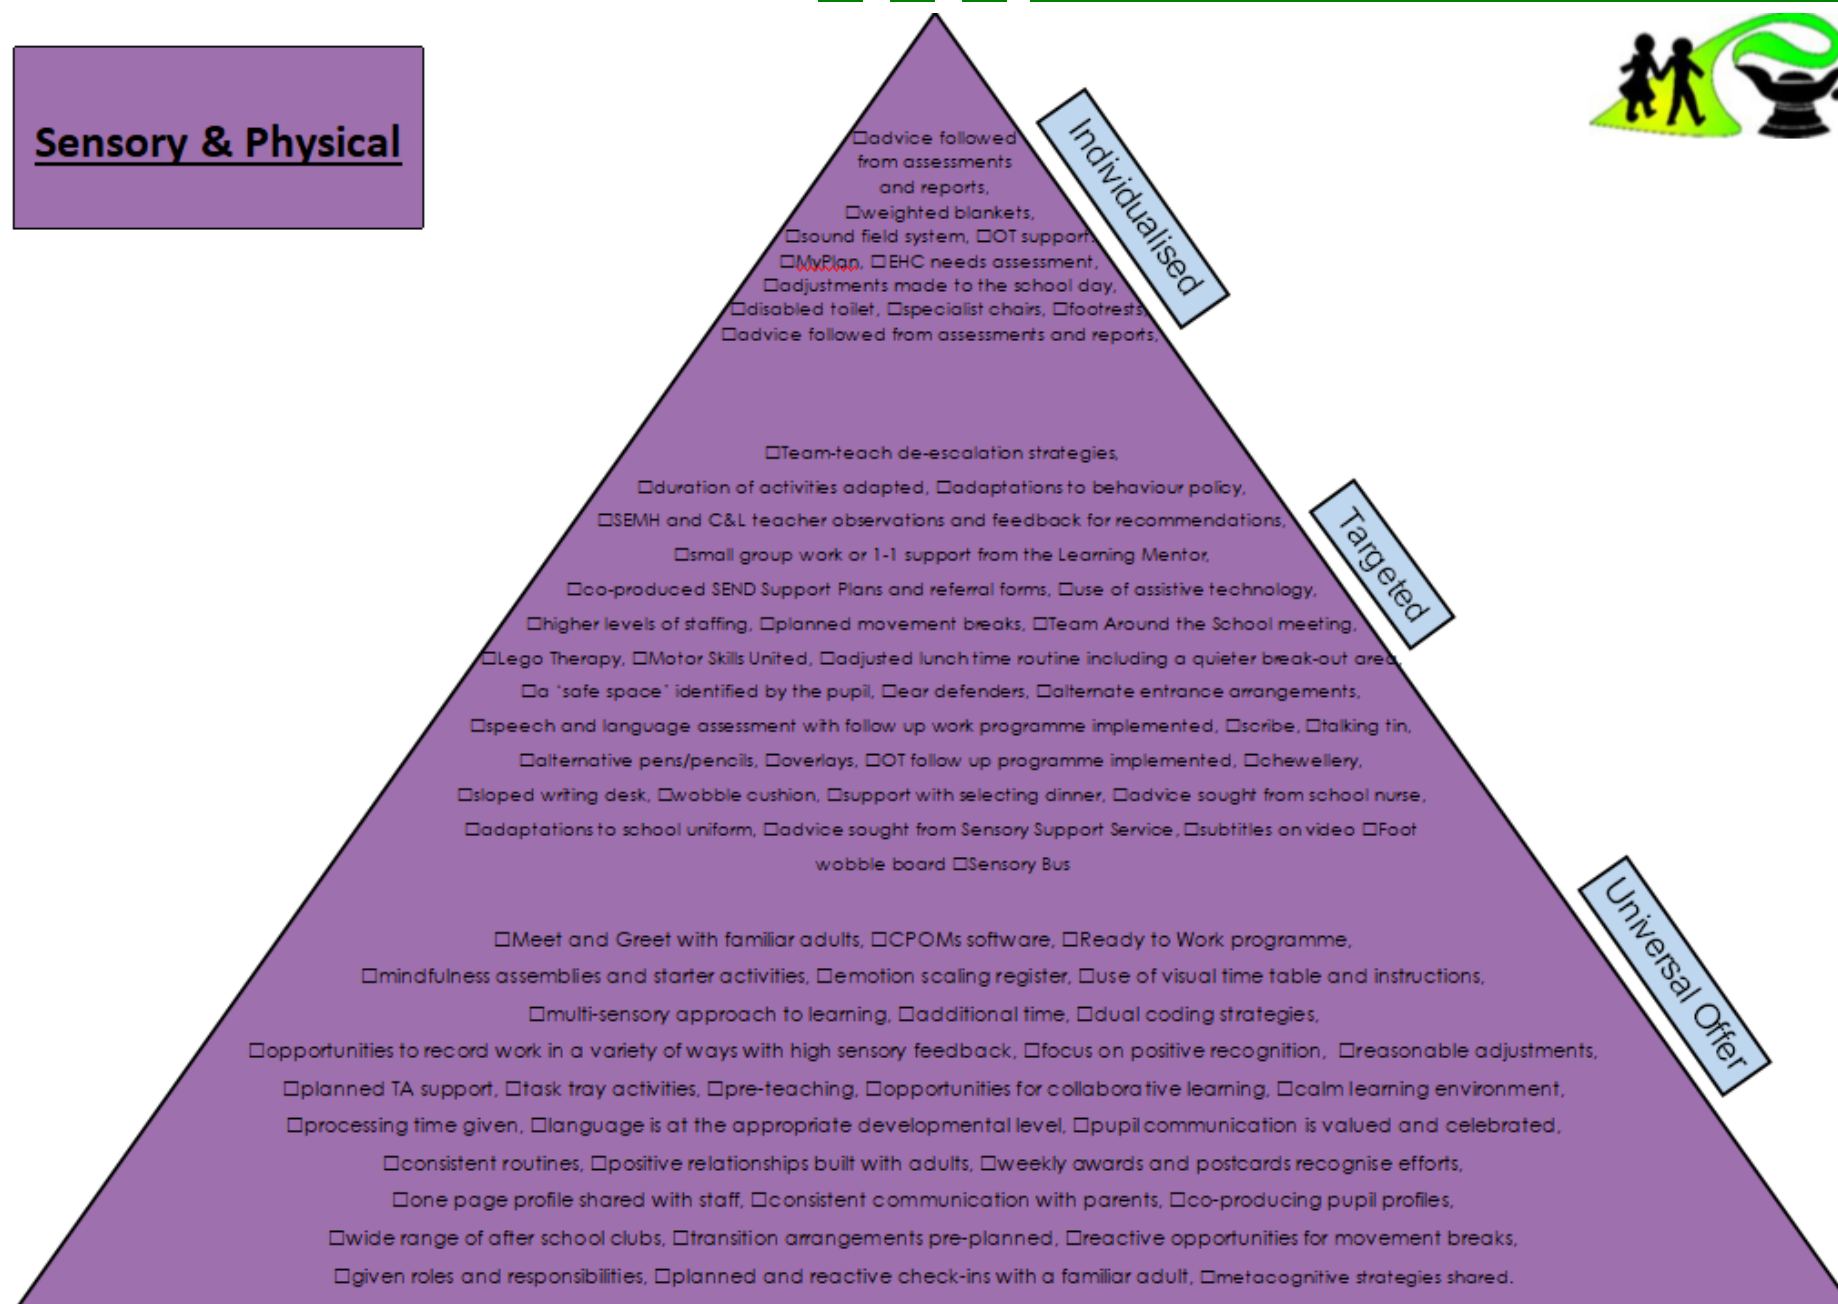 Sensory & Physical
☐advice followed
from assessments
and reports,
☐weighted blankets,
☐sound field system, ☐OT support,
☐MyPlan, ☐EHC needs assessment,
☐adjustments made to the school day,
☐disabled toilet, ☐specialist chairs, ☐footrests,
☐advice followed from assessments and reports,
Individualised
☐Team-teach de-escalation strategies,
☐duration of activities adapted, ☐adaptations to behaviour policy,
☐SEMH and C&L teacher observations and feedback for recommendations,
☐small group work or 1-1 support from the Learning Mentor,
☐co-produced SEND Support Plans and referral forms, ☐use of assistive technology,
☐higher levels of staffing, ☐planned movement breaks, ☐Team Around the School meeting,
☐Lego Therapy, ☐Motor Skills United, ☐adjusted lunch time routine including a quieter break-out area,
☐a ‘safe space’ identified by the pupil, ☐ear defenders, ☐alternate entrance arrangements,
☐speech and language assessment with follow up work programme implemented, ☐scribe, ☐talking tin,
☐alternative pens/pencils, ☐overlays, ☐OT follow up programme implemented, ☐chewellery,
☐sloped writing desk, ☐wobble cushion, ☐support with selecting dinner, ☐advice sought from school nurse,
☐adaptations to school uniform, ☐advice sought from Sensory Support Service, ☐subtitles on video ☐Foot
wobble board ☐Sensory Bus
Targeted
☐Meet and Greet with familiar adults, ☐CPOMs software, ☐Ready to Work programme,
☐mindfulness assemblies and starter activities, ☐emotion scaling register, ☐use of visual time table and instructions,
☐multi-sensory approach to learning, ☐additional time, ☐dual coding strategies,
☐opportunities to record work in a variety of ways with high sensory feedback, ☐focus on positive recognition, ☐reasonable adjustments,
☐planned TA support, ☐task tray activities, ☐pre-teaching, ☐opportunities for collaborative learning, ☐calm learning environment,
☐processing time given, ☐language is at the appropriate developmental level, ☐pupil communication is valued and celebrated,
☐consistent routines, ☐positive relationships built with adults, ☐weekly awards and postcards recognise efforts,
☐one page profile shared with staff, ☐consistent communication with parents, ☐co-producing pupil profiles,
☐wide range of after school clubs, ☐transition arrangements pre-planned, ☐reactive opportunities for movement breaks,
☐given roles and responsibilities, ☐planned and reactive check-ins with a familiar adult, ☐metacognitive strategies shared.
Universal Offer